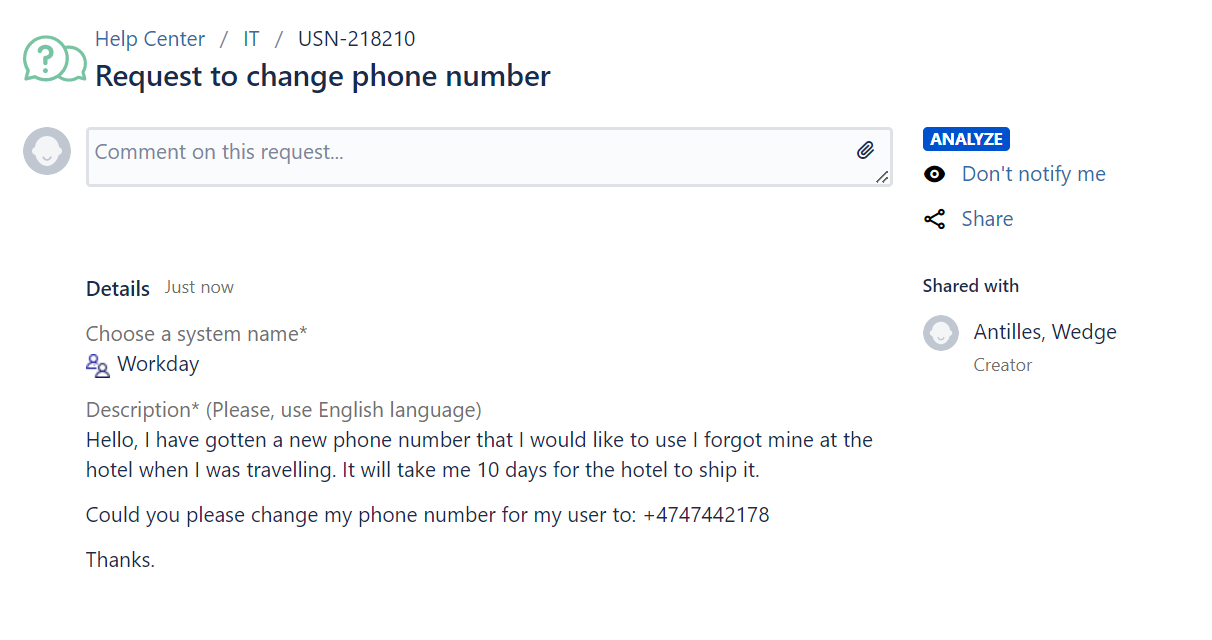 Help Center / IT / USN-218210
Request to change phone number
Comment on this request...
ANALYZE
Don't notify me
Share
Details Just now
Shared with
Choose a system name*
Workday
Antilles, Wedge
Creator
Description* (Please, use English language)
Hello, I have gotten a new phone number that I would like to use I forgot mine at the
hotel when I was travelling. It will take me 10 days for the hotel to ship it.
Could you please change my phone number for my user to: +4747442178
Thanks.